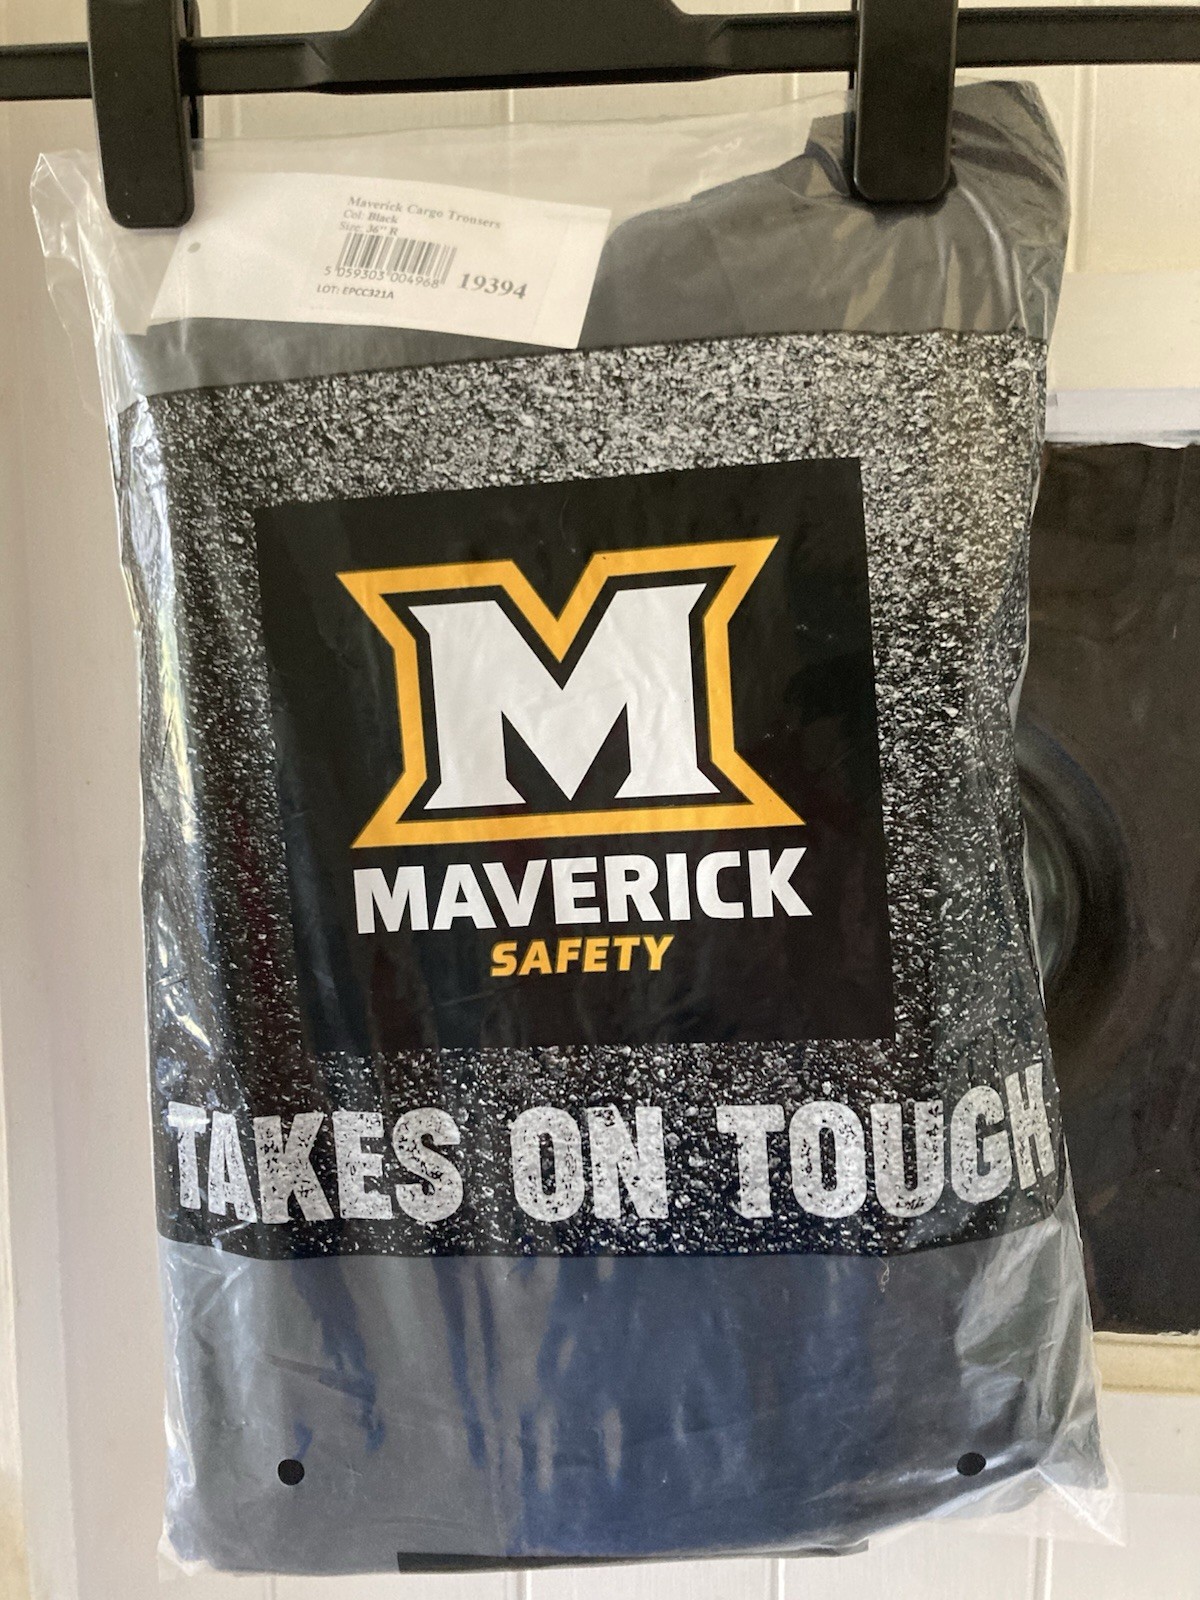 Maverick Cargo Trousers
Col: Black
Size: 36" R
5 059303 004968
19394
LOT: EPCC321A
M
MAVERICK
SAFETY
TAKES ON TOUGH